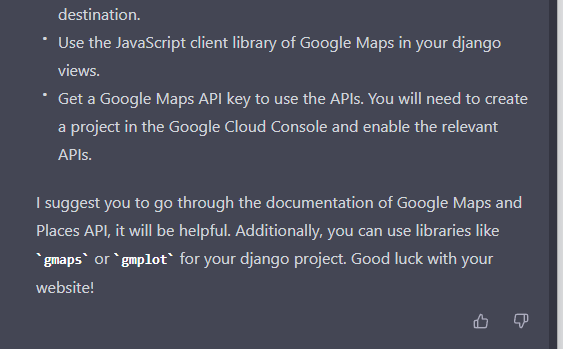 destination.
• Use the JavaScript client library of Google Maps in your django
views.
• Get a Google Maps API key to use the APIs. You will need to create
a project in the Google Cloud Console and enable the relevant
APIs.
I suggest you to go through the documentation of Google Maps and
Places API, it will be helpful. Additionally, you can use libraries like
`gmaps` or `gmplot` for your django project. Good luck with your
website!